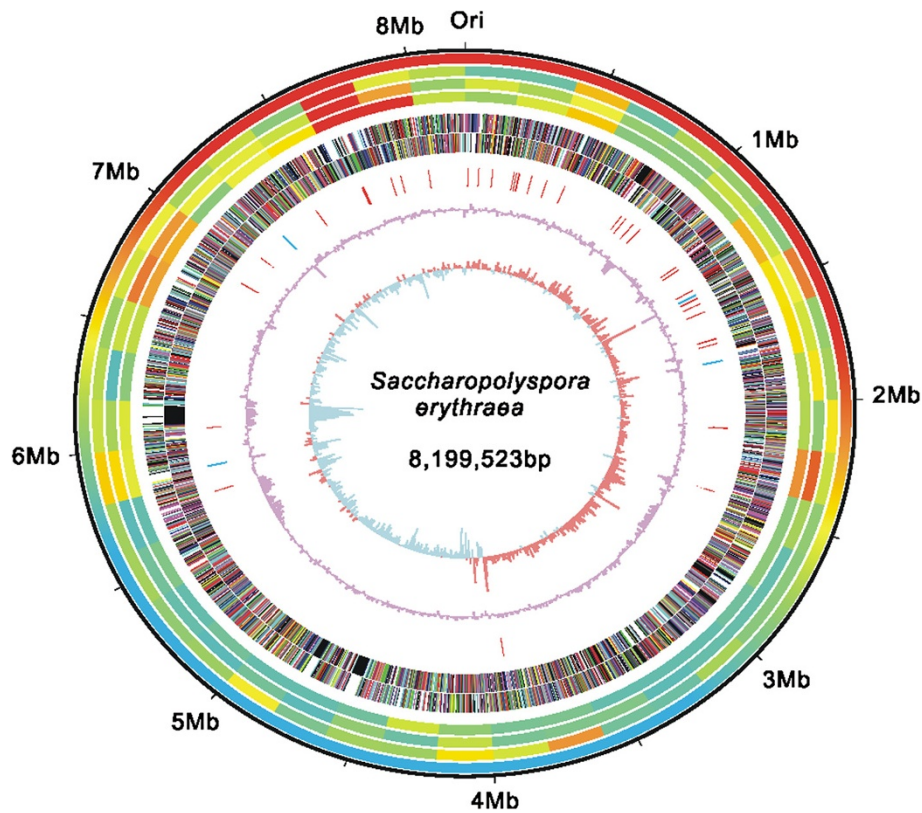 Ori
8Mb
1Mb
7Mb
Saccharopolyspora
erythraea
2Mb
8,199,523bp
6Mb
3Mb
5Mb
4Mb